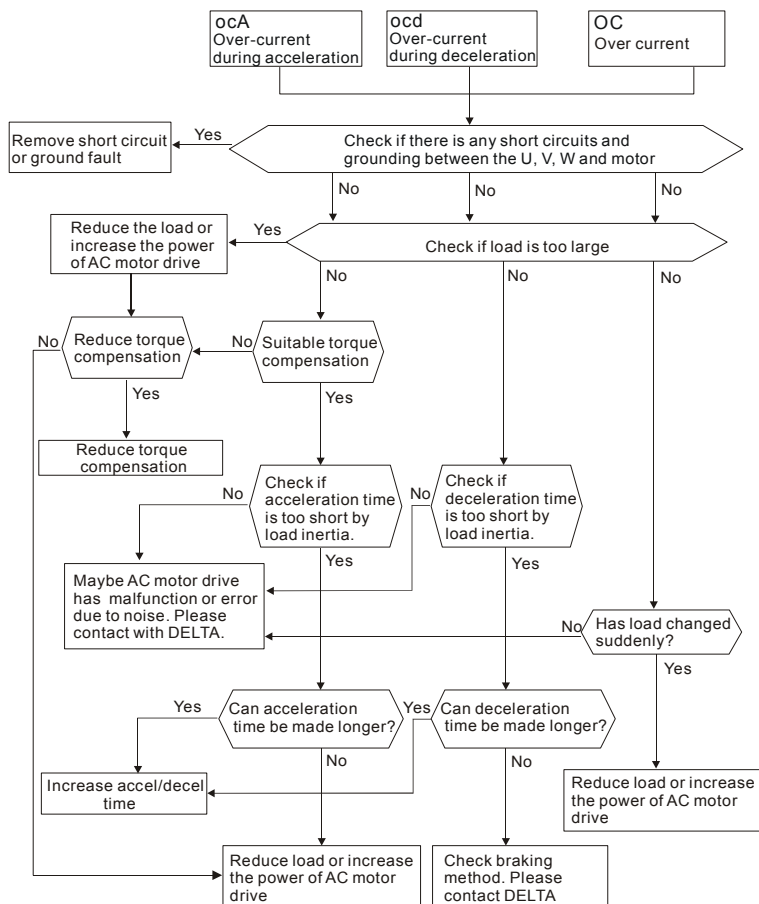 ocA
Over-current
during acceleration
ocd
Over-current
during deceleration
OC
Over current
Remove short circuit
or ground fault
Yes
Check if there is any short circuits and
grounding between the U, V, W and motor
No
No
No
Reduce the load or
increase the power
of AC motor drive
Yes
Check if load is too large
No
No
No
No
Reduce torque
compensation
No
Suitable torque
compensation
Yes
Yes
Reduce torque
compensation
No
Check if
acceleration time
is too short by
load inertia.
No
Check if
deceleration time
is too short by
load inertia.
Yes
Yes
Maybe AC motor drive
has malfunction or error
due to noise. Please
contact with DELTA.
No
Has load changed
suddenly?
Yes
Yes
Can acceleration
time be made longer?
Yes
Can deceleration
time be made longer?
No
No
Increase accel/decel
time
Reduce load or increase
the power of AC motor
drive
Reduce load or increase
the power of AC motor
drive
Check braking
method. Please
contact DELTA